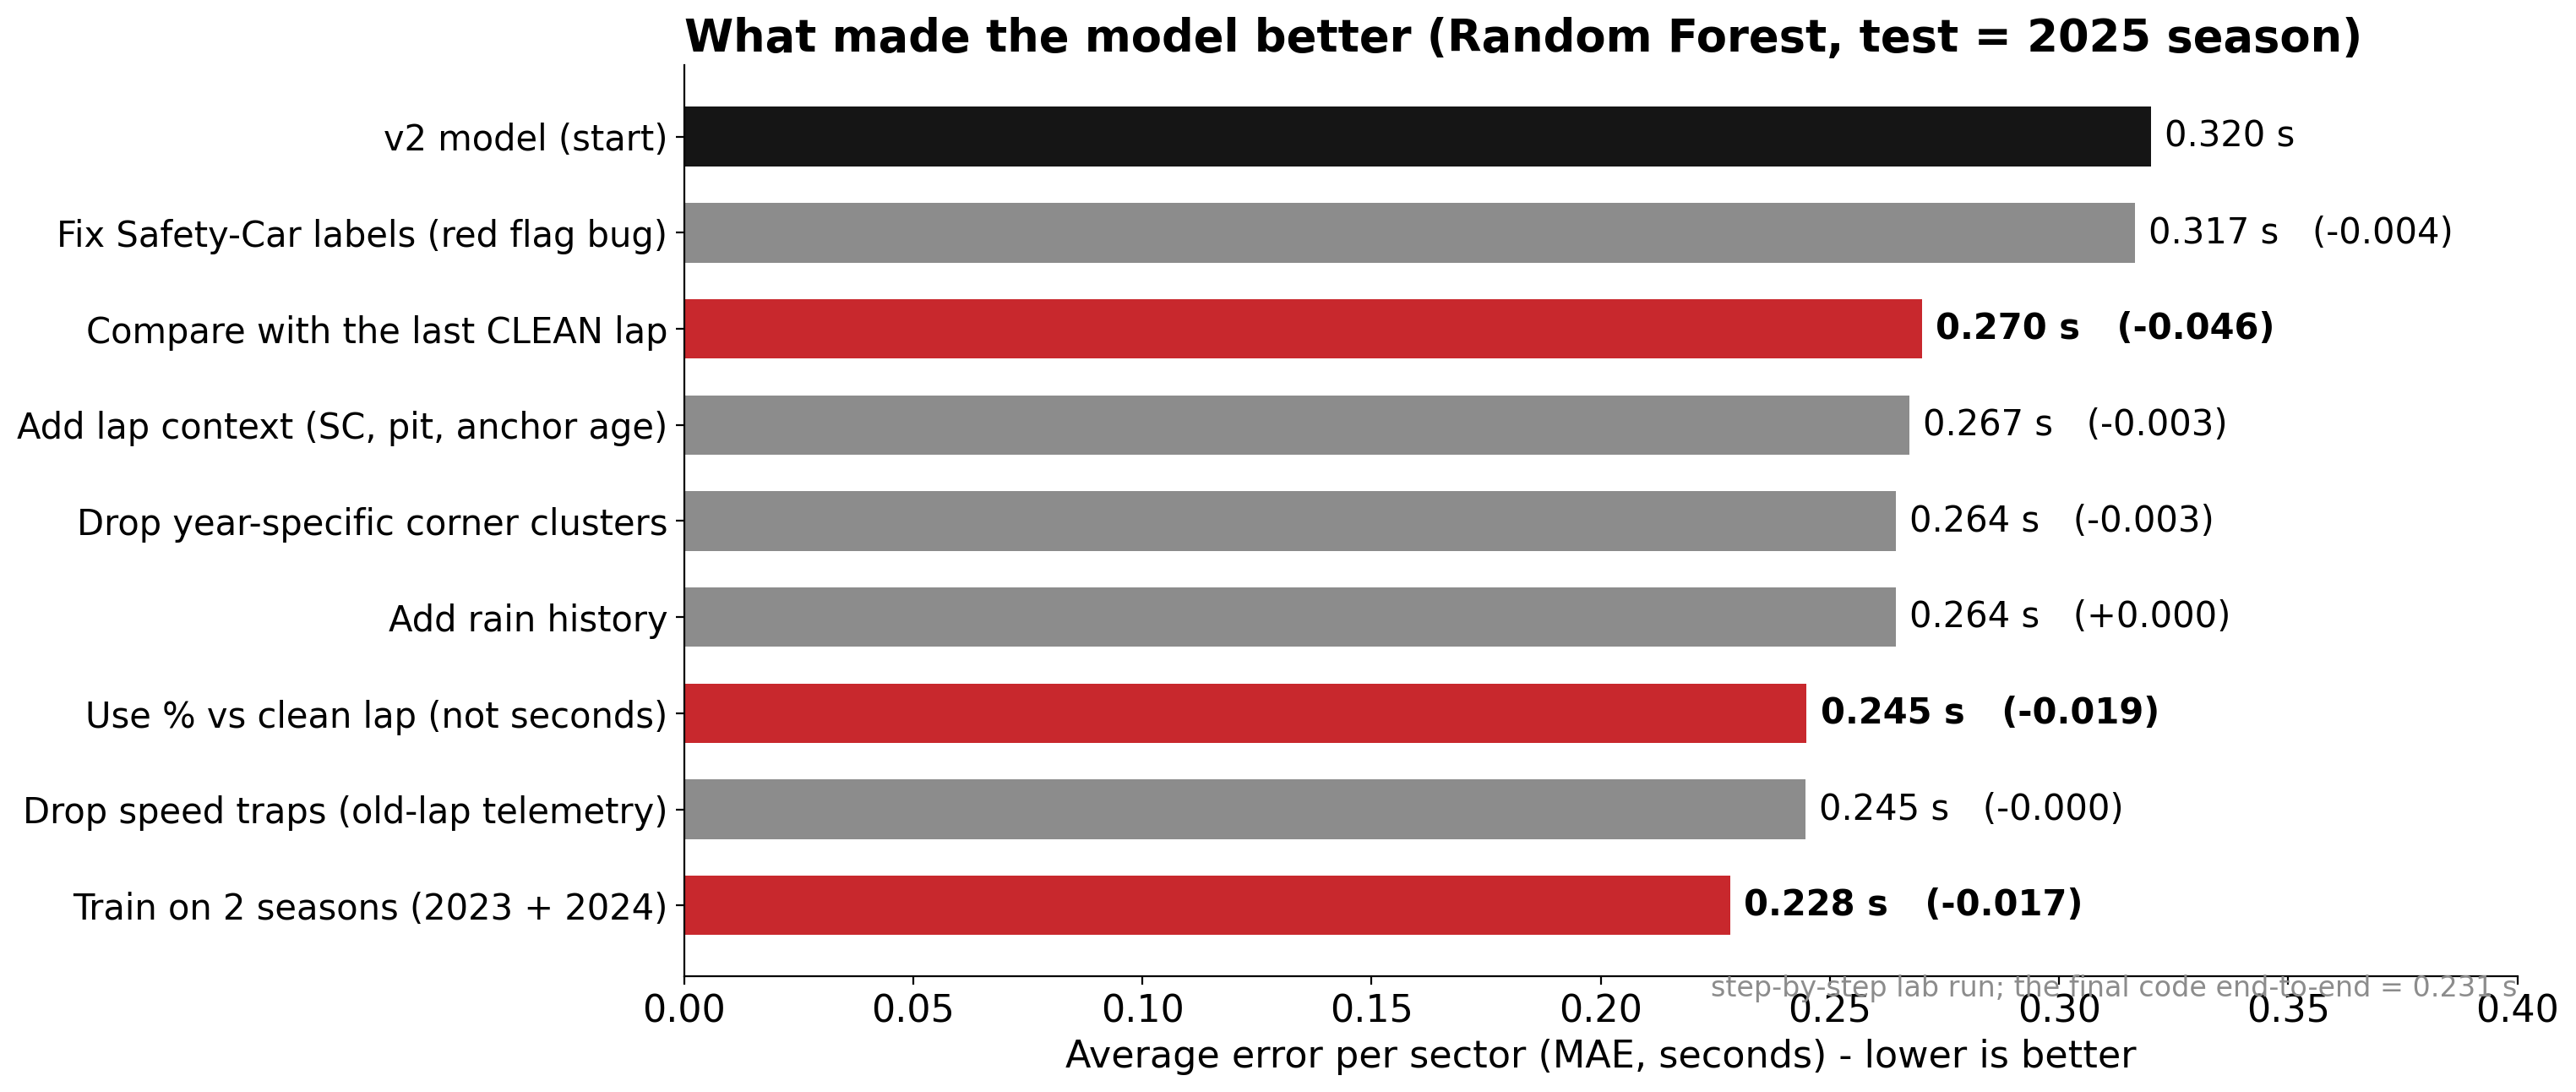 What made the model better (Random Forest, test = 2025 season)
v2 model (start) 0.320 s
Fix Safety-Car labels (red flag bug) 0.317 s (-0.004)
Compare with the last CLEAN lap 0.270 s (-0.046)
Add lap context (SC, pit, anchor age) 0.267 s (-0.003)
Drop year-specific corner clusters 0.264 s (-0.003)
Add rain history 0.264 s (+0.000)
Use % vs clean lap (not seconds) 0.245 s (-0.019)
Drop speed traps (old-lap telemetry) 0.245 s (-0.000)
Train on 2 seasons (2023 + 2024) 0.228 s (-0.017)
step-by-step lab run; the final code end-to-end = 0.231 s
0.00 0.05 0.10 0.15 0.20 0.25 0.30 0.35 0.40
Average error per sector (MAE, seconds) - lower is better